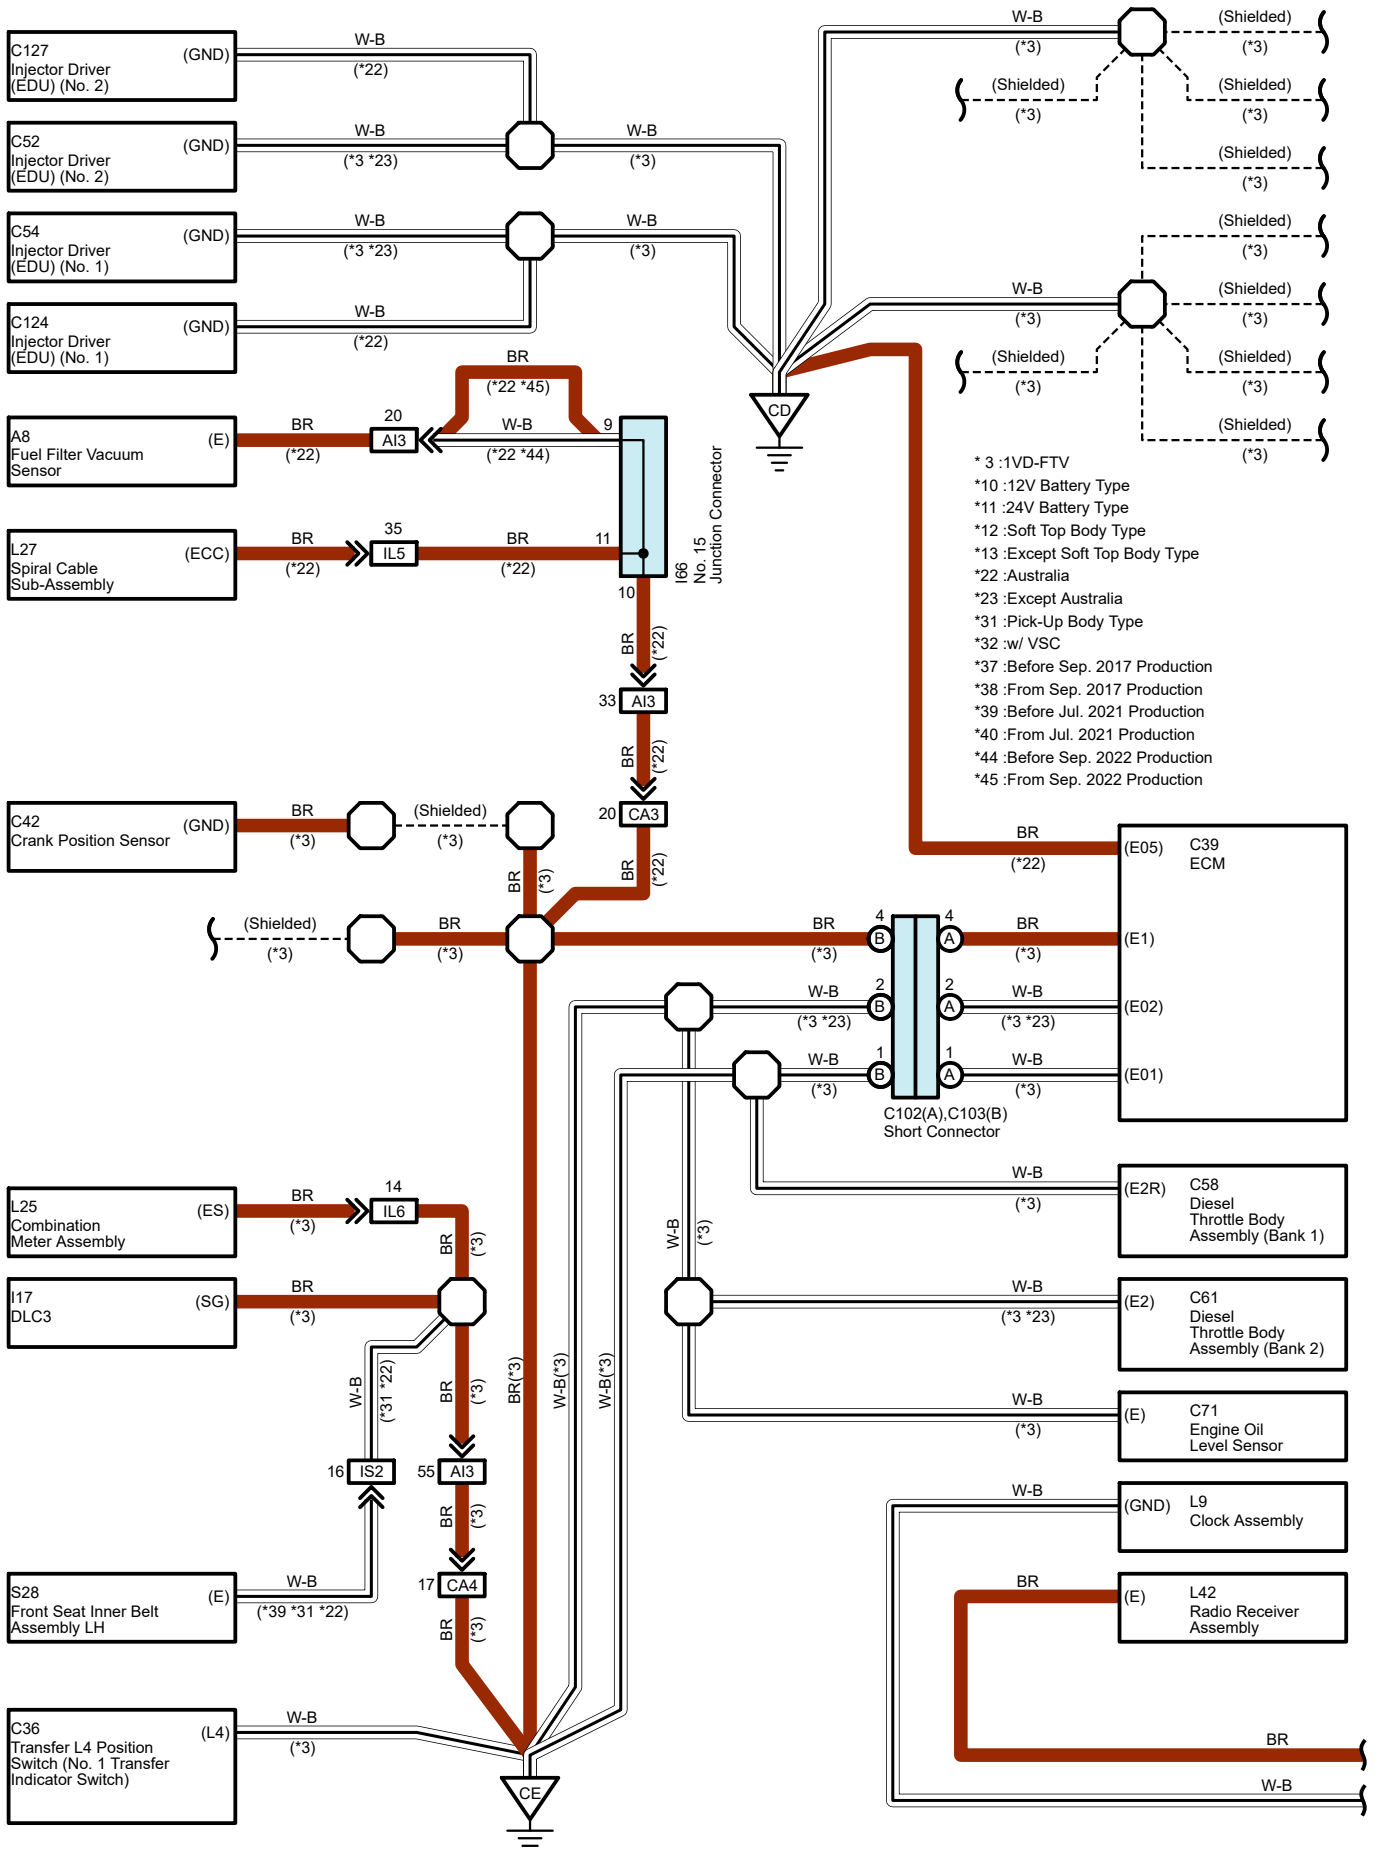 C127
Injector Driver
(EDU) (No. 2)
(GND)
W-B
(*22)
C52
Injector Driver
(EDU) (No. 2)
(GND)
W-B
(*3 *23)
W-B
(*3)
C54
Injector Driver
(EDU) (No. 1)
(GND)
W-B
(*3 *23)
W-B
(*3)
C124
Injector Driver
(EDU) (No. 1)
(GND)
W-B
(*22)
W-B
(*3)
(Shielded)
(*3)
(Shielded)
(*3)
(Shielded)
(*3)
(Shielded)
(*3)
(Shielded)
(*3)
W-B
(*3)
(Shielded)
(*3)
(Shielded)
(*3)
(Shielded)
(*3)
(Shielded)
(*3)
CD
BR
(*22 *45)
A8
Fuel Filter Vacuum
Sensor
(E)
BR
(*22)
20
AI3
W-B
(*22 *44)
9
L27
Spiral Cable
Sub-Assembly
(ECC)
BR
(*22)
35
IL5
BR
(*22)
11
10
I66
No. 15
Junction Connector
BR
(*22)
33
AI3
BR
(*22)
20
CA3
BR
(*22)
* 3 :1VD-FTV
*10 :12V Battery Type
*11 :24V Battery Type
*12 :Soft Top Body Type
*13 :Except Soft Top Body Type
*22 :Australia
*23 :Except Australia
*31 :Pick-Up Body Type
*32 :w/ VSC
*37 :Before Sep. 2017 Production
*38 :From Sep. 2017 Production
*39 :Before Jul. 2021 Production
*40 :From Jul. 2021 Production
*44 :Before Sep. 2022 Production
*45 :From Sep. 2022 Production
C42
Crank Position Sensor
(GND)
BR
(*3)
(Shielded)
(*3)
BR
(*3)
(Shielded)
(*3)
BR
(*3)
BR
(*3)
4
B
4
A
BR
(*3)
BR
(*22)
(E05)
C39
ECM
(E1)
W-B
(*3 *23)
2
B
2
A
W-B
(*3 *23)
(E02)
W-B
(*3)
1
B
1
A
W-B
(*3)
(E01)
C102(A),C103(B)
Short Connector
W-B
(*3)
(E2R)
C58
Diesel
Throttle Body
Assembly (Bank 1)
W-B
(*3)
W-B
(*3 *23)
(E2)
C61
Diesel
Throttle Body
Assembly (Bank 2)
W-B
(*3)
(E)
C71
Engine Oil
Level Sensor
W-B
(GND)
L9
Clock Assembly
BR
(E)
L42
Radio Receiver
Assembly
BR
W-B
L25
Combination
Meter Assembly
(ES)
BR
(*3)
14
IL6
BR
(*3)
I17
DLC3
(SG)
BR
(*3)
W-B
(*31 *22)
BR
(*3)
BR(*3)
W-B(*3)
W-B(*3)
16
IS2
55
AI3
BR
(*3)
S28
Front Seat Inner Belt
Assembly LH
(E)
W-B
(*39 *31 *22)
17
CA4
BR
(*3)
C36
Transfer L4 Position
Switch (No. 1 Transfer
Indicator Switch)
(L4)
W-B
(*3)
CE